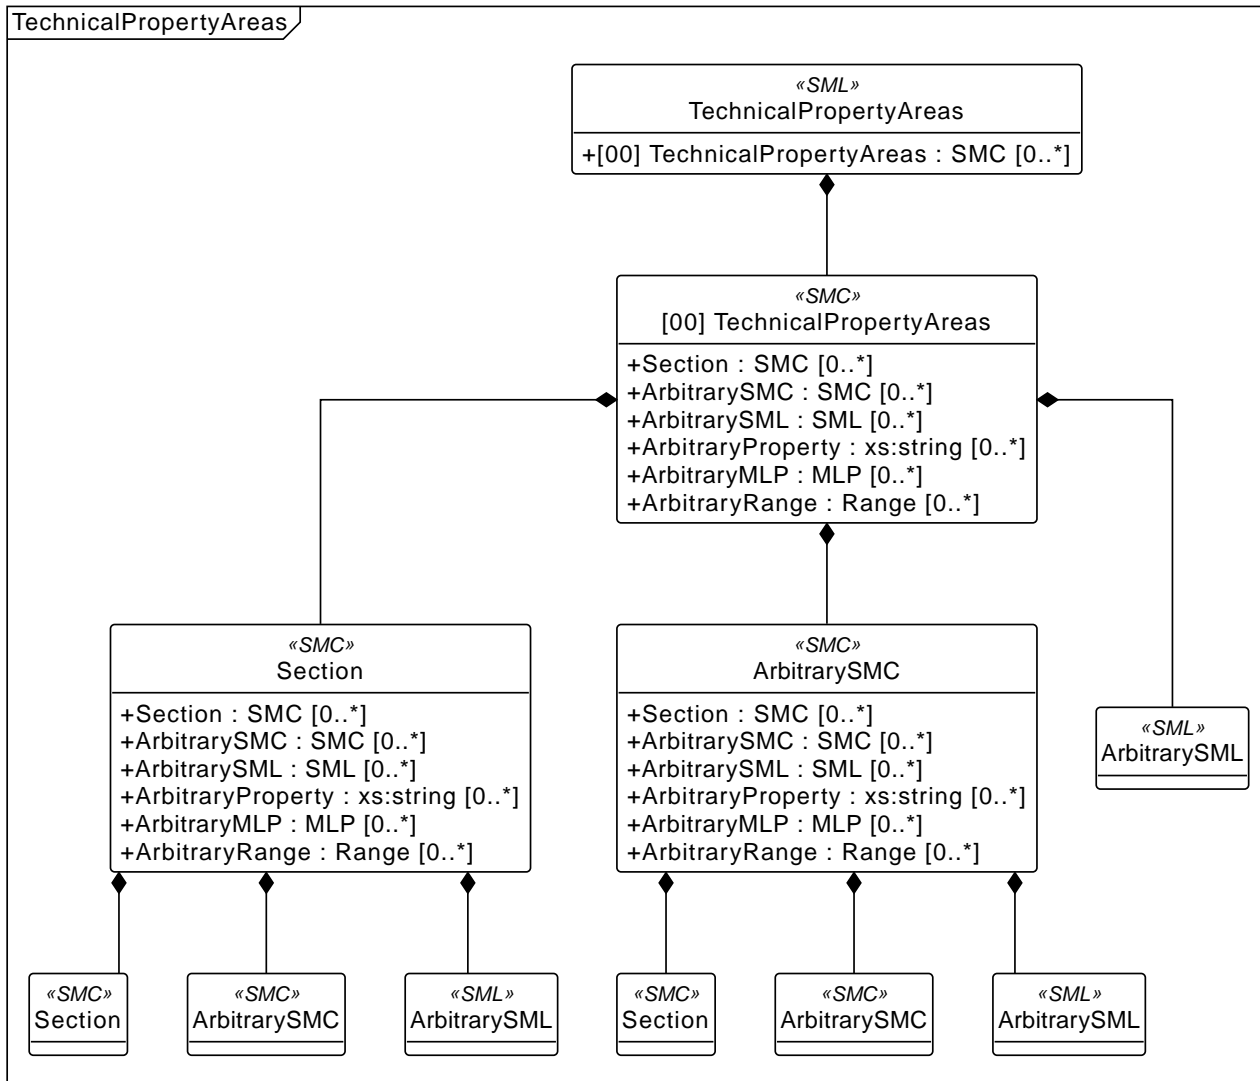 TechnicalPropertyAreas
«SML»
TechnicalPropertyAreas
+[00] TechnicalPropertyAreas : SMC [0..*]
«SMC»
[00] TechnicalPropertyAreas
+Section : SMC [0..*]
+ArbitrarySMC : SMC [0..*]
+ArbitrarySML : SML [0..*]
+ArbitraryProperty : xs:string [0..*]
+ArbitraryMLP : MLP [0..*]
+ArbitraryRange : Range [0..*]
«SMC»
Section
+Section : SMC [0..*]
+ArbitrarySMC : SMC [0..*]
+ArbitrarySML : SML [0..*]
+ArbitraryProperty : xs:string [0..*]
+ArbitraryMLP : MLP [0..*]
+ArbitraryRange : Range [0..*]
«SMC»
ArbitrarySMC
+Section : SMC [0..*]
+ArbitrarySMC : SMC [0..*]
+ArbitrarySML : SML [0..*]
+ArbitraryProperty : xs:string [0..*]
+ArbitraryMLP : MLP [0..*]
+ArbitraryRange : Range [0..*]
«SML»
ArbitrarySML
«SMC»
Section
«SMC»
ArbitrarySMC
«SML»
ArbitrarySML
«SMC»
Section
«SMC»
ArbitrarySMC
«SML»
ArbitrarySML